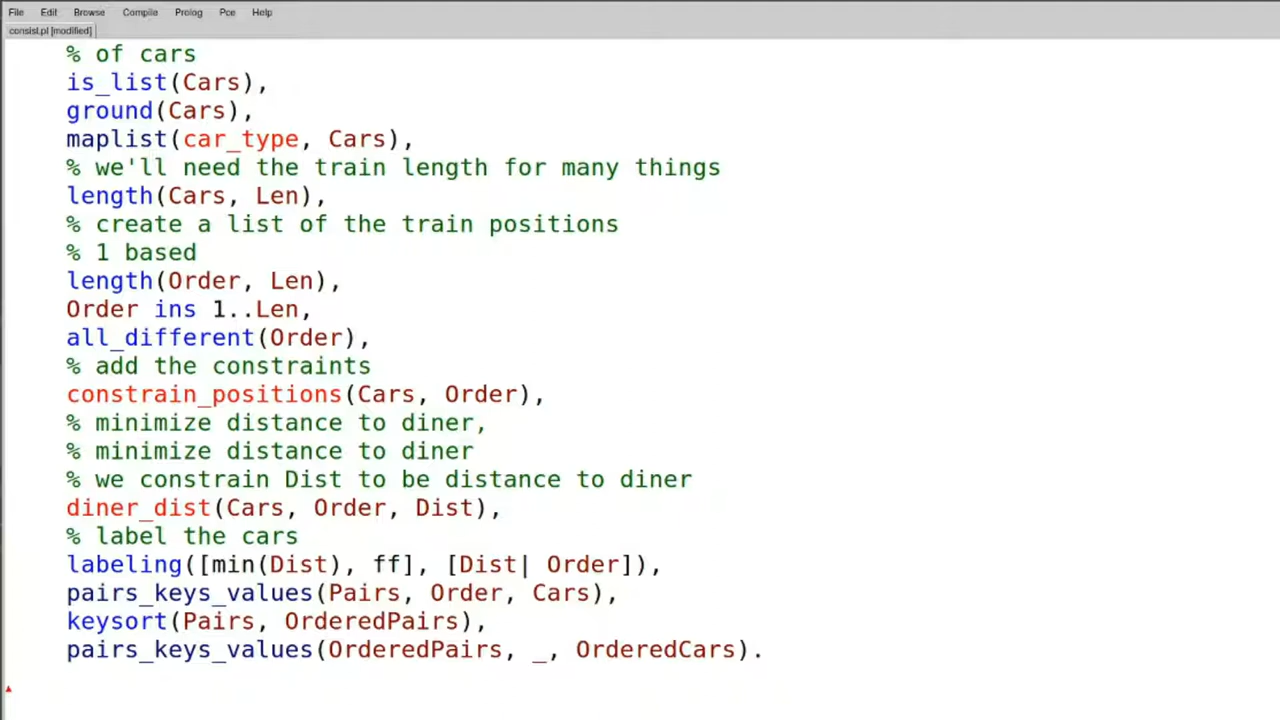 File Edit Browse Compile Prolog Pce Help
consist.pl [modified]
% of cars
is_list(Cars),
ground(Cars),
maplist(car_type, Cars),
% we'll need the train length for many things
length(Cars, Len),
% create a list of the train positions
% 1 based
length(Order, Len),
Order ins 1..Len,
all_different(Order),
% add the constraints
constrain_positions(Cars, Order),
% minimize distance to diner,
% minimize distance to diner
% we constrain Dist to be distance to diner
diner_dist(Cars, Order, Dist),
% label the cars
labeling([min(Dist), ff], [Dist| Order]),
pairs_keys_values(Pairs, Order, Cars),
keysort(Pairs, OrderedPairs),
pairs_keys_values(OrderedPairs, _, OrderedCars).